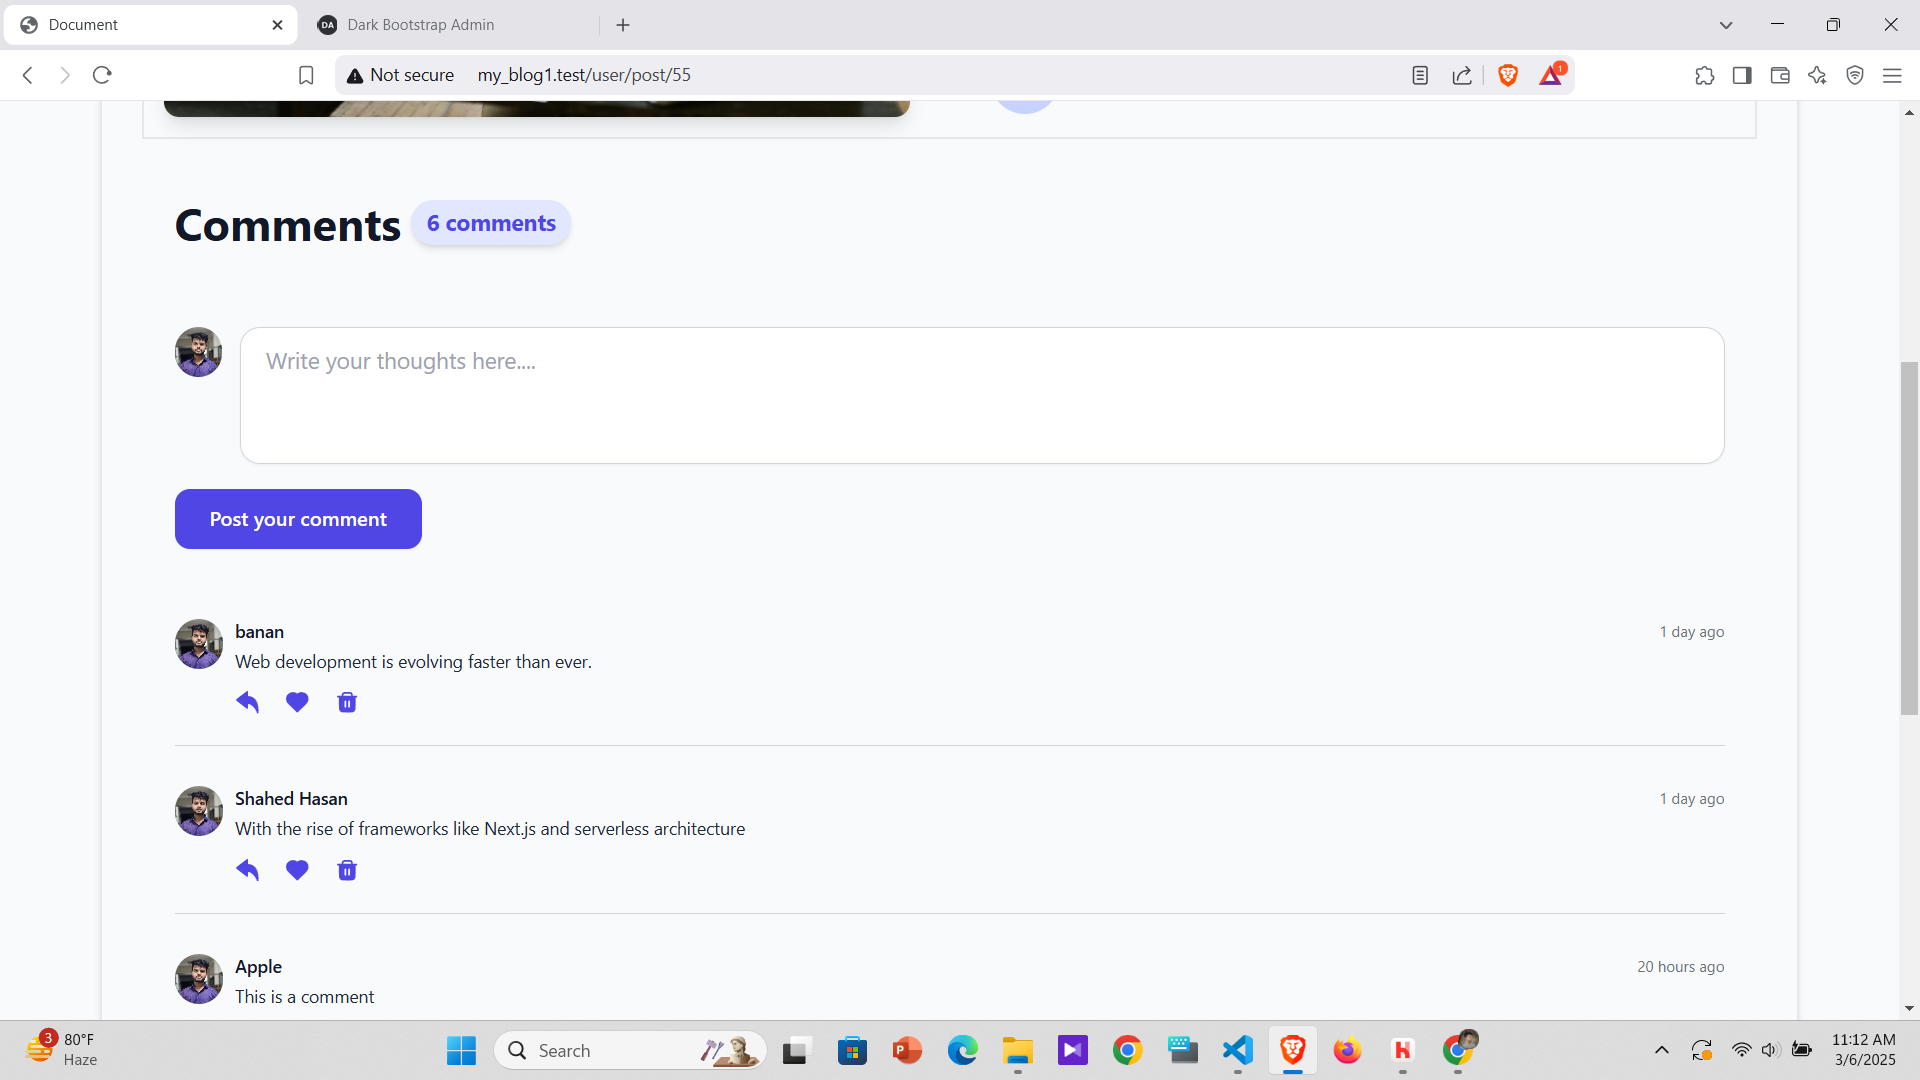 Document
DA
Dark Bootstrap Admin
Not secure
my_blog1.test/user/post/55
1
Comments
6 comments
Write your thoughts here....
Post your comment
banan
1 day ago
Web development is evolving faster than ever.
Shahed Hasan
1 day ago
With the rise of frameworks like Next.js and serverless architecture
Apple
20 hours ago
This is a comment
3
80°F
Haze
Search
P
H
11:12 AM
3/6/2025